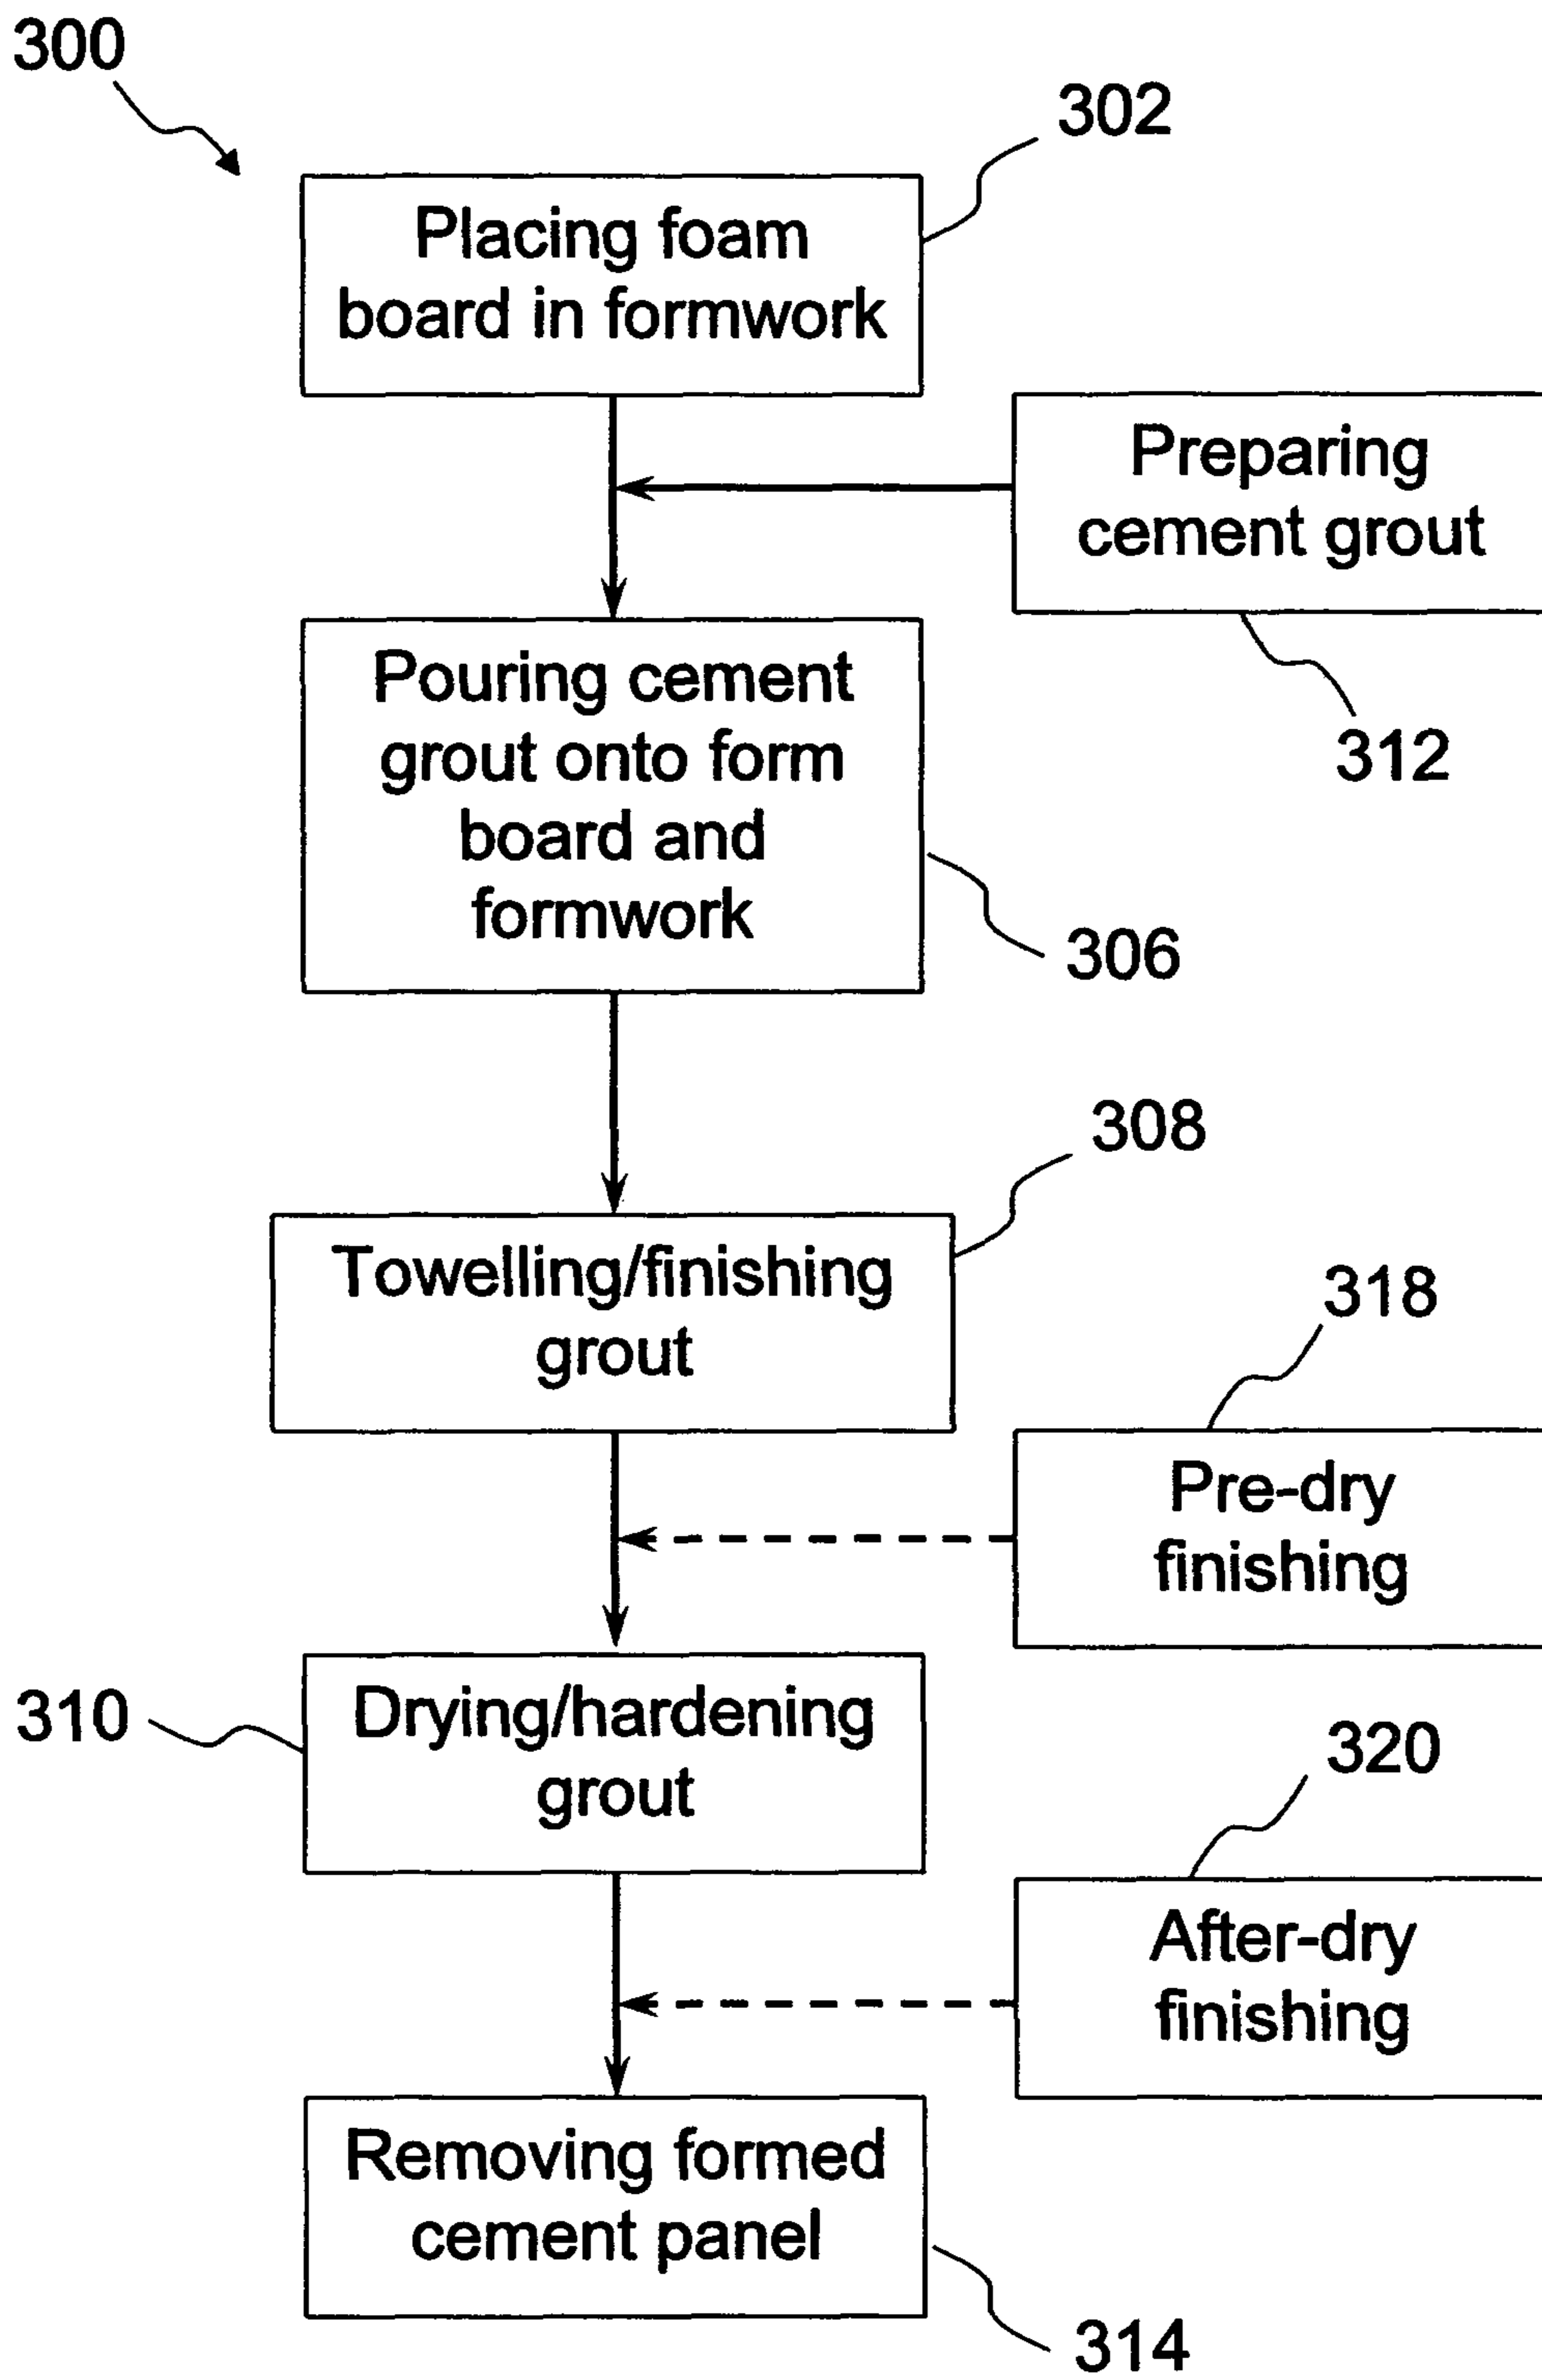 300
302
Placing foam
board in formwork
Preparing
cement grout
312
Pouring cement
grout onto form
board and
formwork
306
308
Towelling/finishing
grout
318
Pre-dry
finishing
310
Drying/hardening
grout
320
After-dry
finishing
Removing formed
cement panel
314